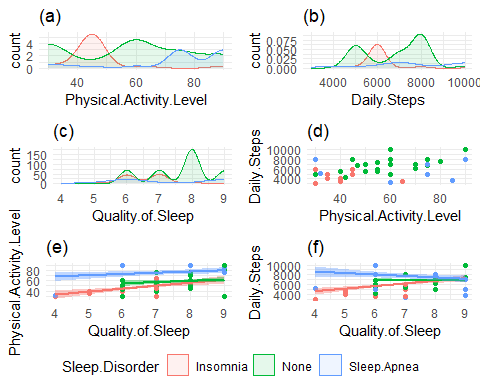 (a)
count
4
2
0
40
60
80
Physical.Activity.Level
(b)
count
0.075
0.050
0.025
0.000
4000
6000
8000
10000
Daily.Steps
(c)
count
150
100
50
0
4
5
6
7
8
9
Quality.of.Sleep
(d)
Daily.Steps
10000
8000
6000
4000
40
60
80
Physical.Activity.Level
(e)
Physical.Activity.Level
80
60
40
4
5
6
7
8
9
Quality.of.Sleep
(f)
Daily.Steps
10000
8000
6000
4000
4
5
6
7
8
9
Quality.of.Sleep
Sleep.Disorder
Insomnia
None
Sleep.Apnea